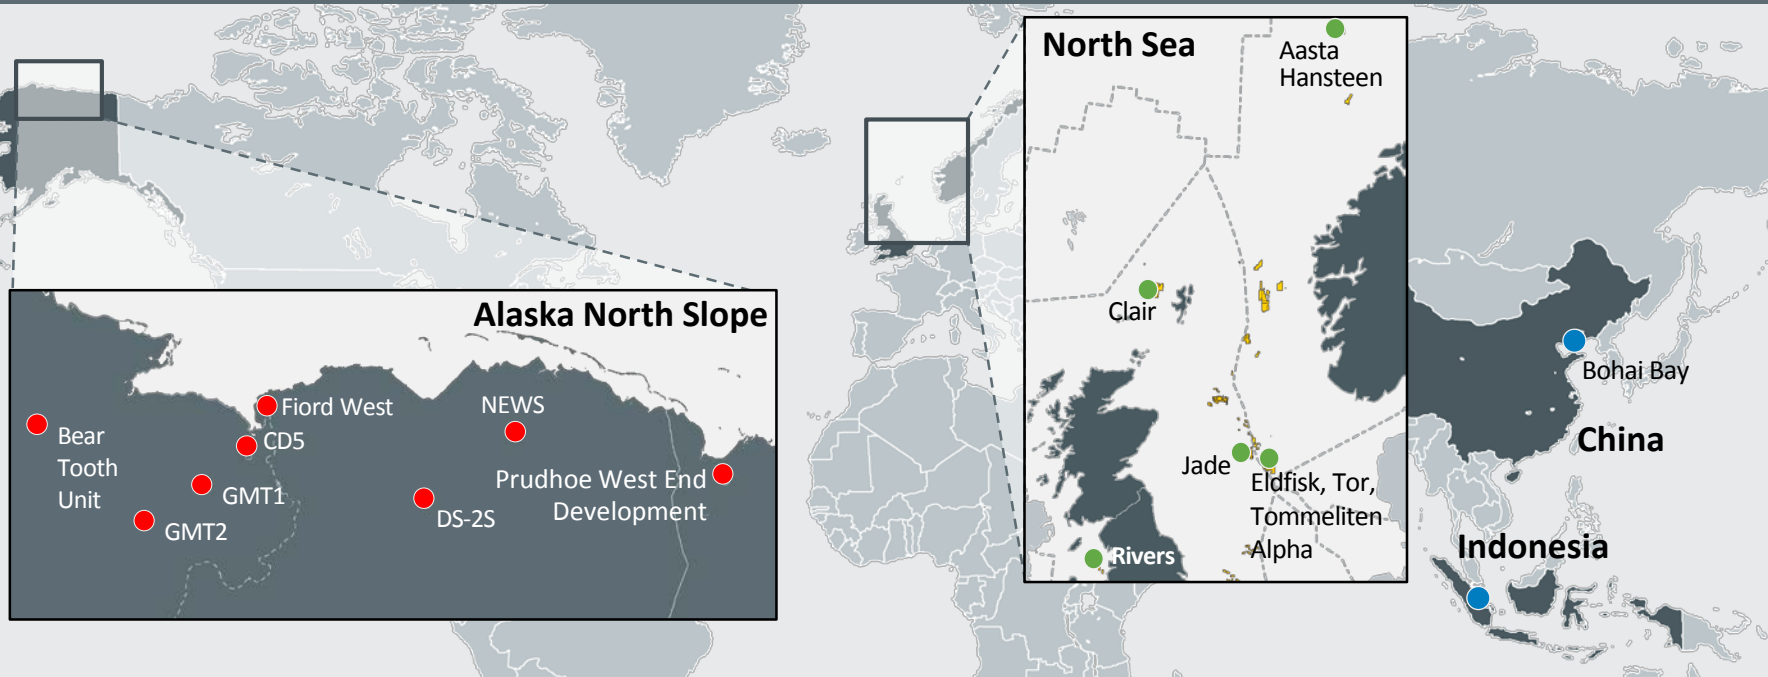 North Sea
Aasta
Hansteen
Clair
Jade
Eldfisk, Tor,
Tommeliten
Alpha
Rivers
Alaska North Slope
Fiord West
NEWS
Bear
Tooth
Unit
CD5
GMT1
GMT2
DS-2S
Prudhoe West End
Development
Bohai Bay
China
Indonesia